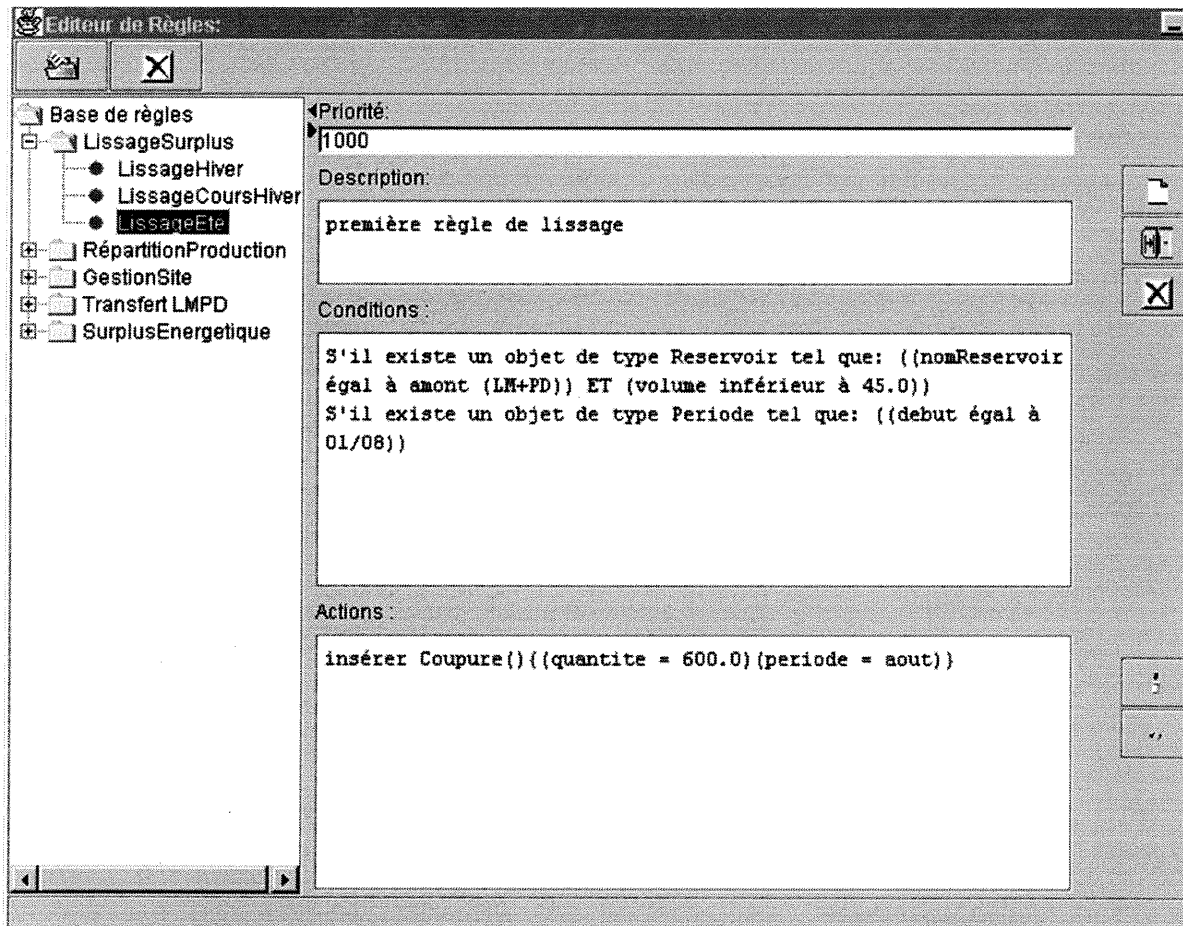 Editeur de Règles:
Base de règles
LissageSurplus
LissageHiver
LissageCoursHiver
LissageEte
RépartitionProduction
GestionSite
Transfert LMPD
SurplusEnergetique
Priorité:
1000
Description:
première règle de lissage
Conditions :
S'il existe un objet de type Reservoir tel que: ((nomReservoir
égal à amont (LM+PD)) ET (volume inférieur à 45.0))
S'il existe un objet de type Periode tel que: ((debut égal à
01/08))
Actions :
insérer Coupure(){(quantite = 600.0)(periode = aout)}